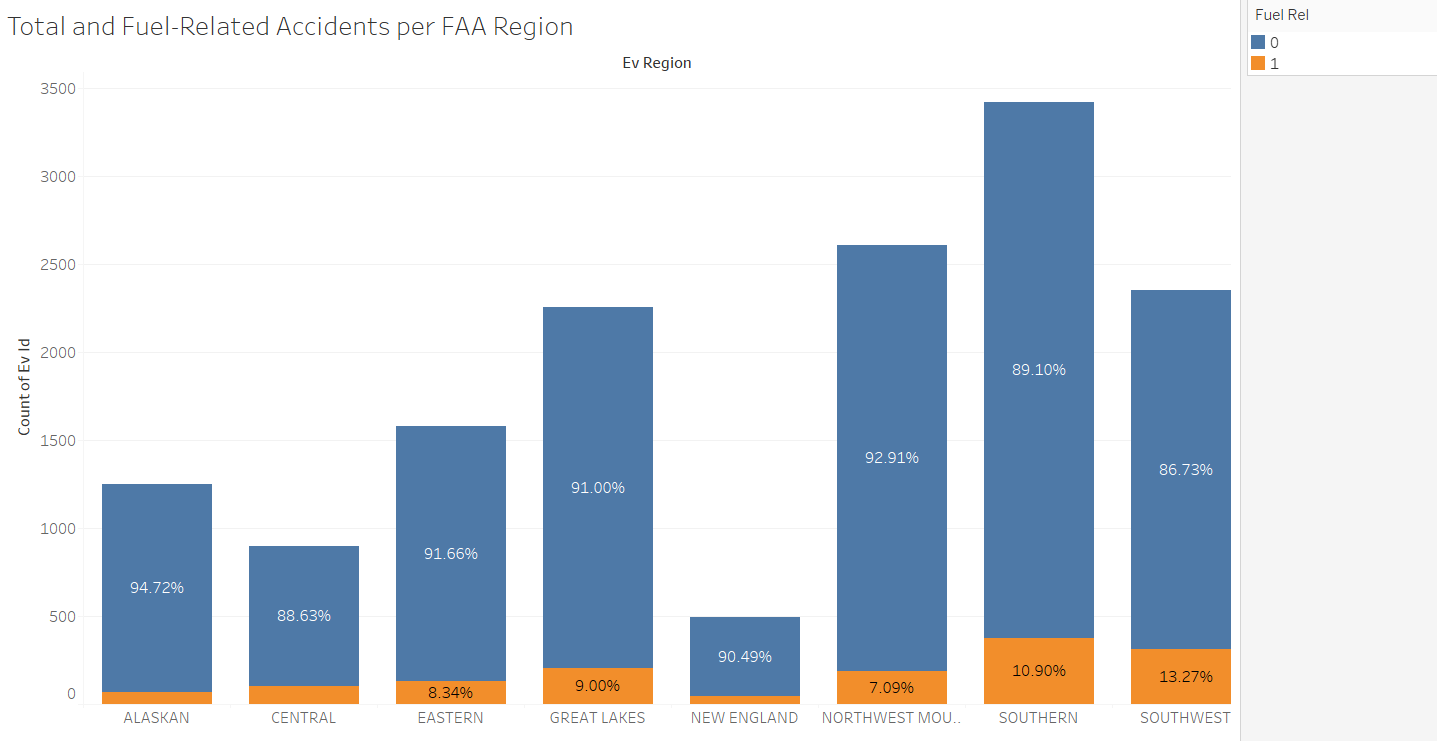 Total and Fuel-Related Accidents per FAA Region
Fuel Rel
0
1
Ev Region
Count of Ev Id
3500
3000
2500
2000
1500
1000
500
0
94.72%
88.63%
91.66%
8.34%
91.00%
9.00%
90.49%
92.91%
7.09%
89.10%
10.90%
86.73%
13.27%
ALASKAN
CENTRAL
EASTERN
GREAT LAKES
NEW ENGLAND
NORTHWEST MOU..
SOUTHERN
SOUTHWEST